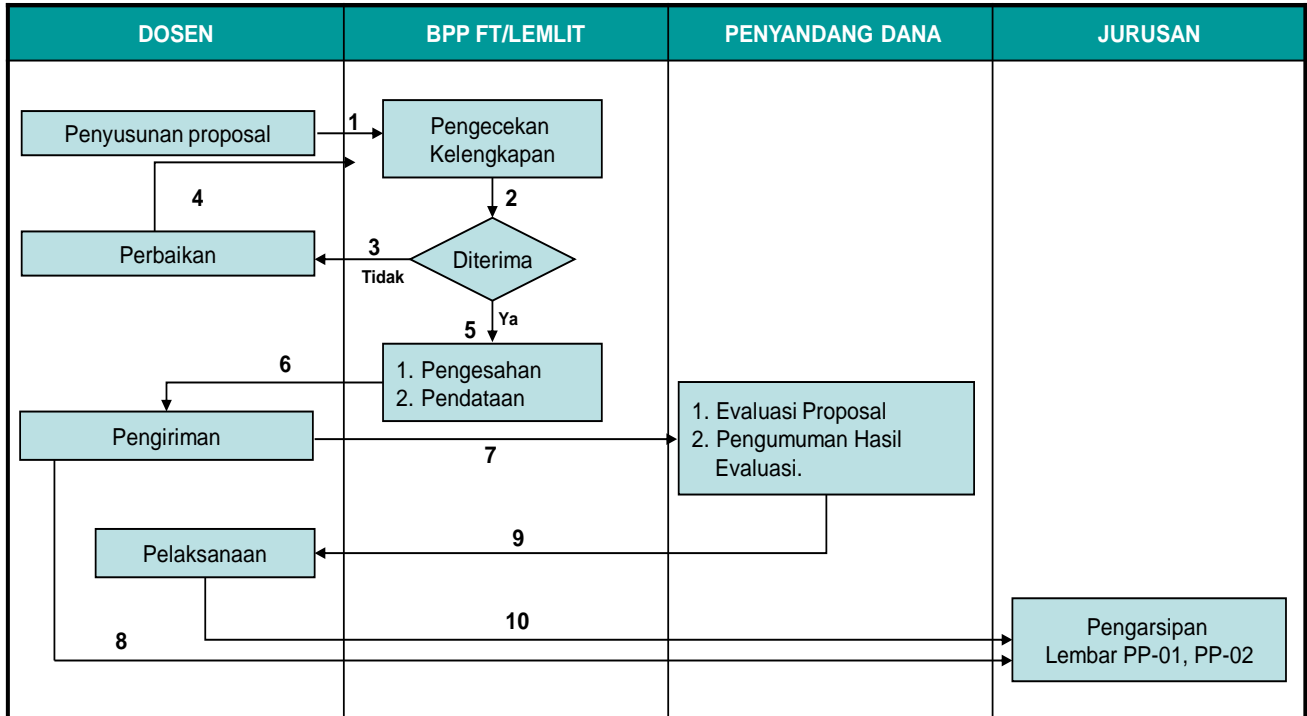 DOSEN
BPP FT/LEMLIT
PENYANDANG DANA
JURUSAN
Penyusunan proposal
1
Pengecekan
Kelengkapan
4
2
Perbaikan
3
Tidak
Diterima
Ya
5
6
1. Pengesahan
2. Pendataan
Pengiriman
7
1. Evaluasi Proposal
2. Pengumuman Hasil
Evaluasi.
Pelaksanaan
9
10
8
Pengarsipan
Lembar PP-01, PP-02